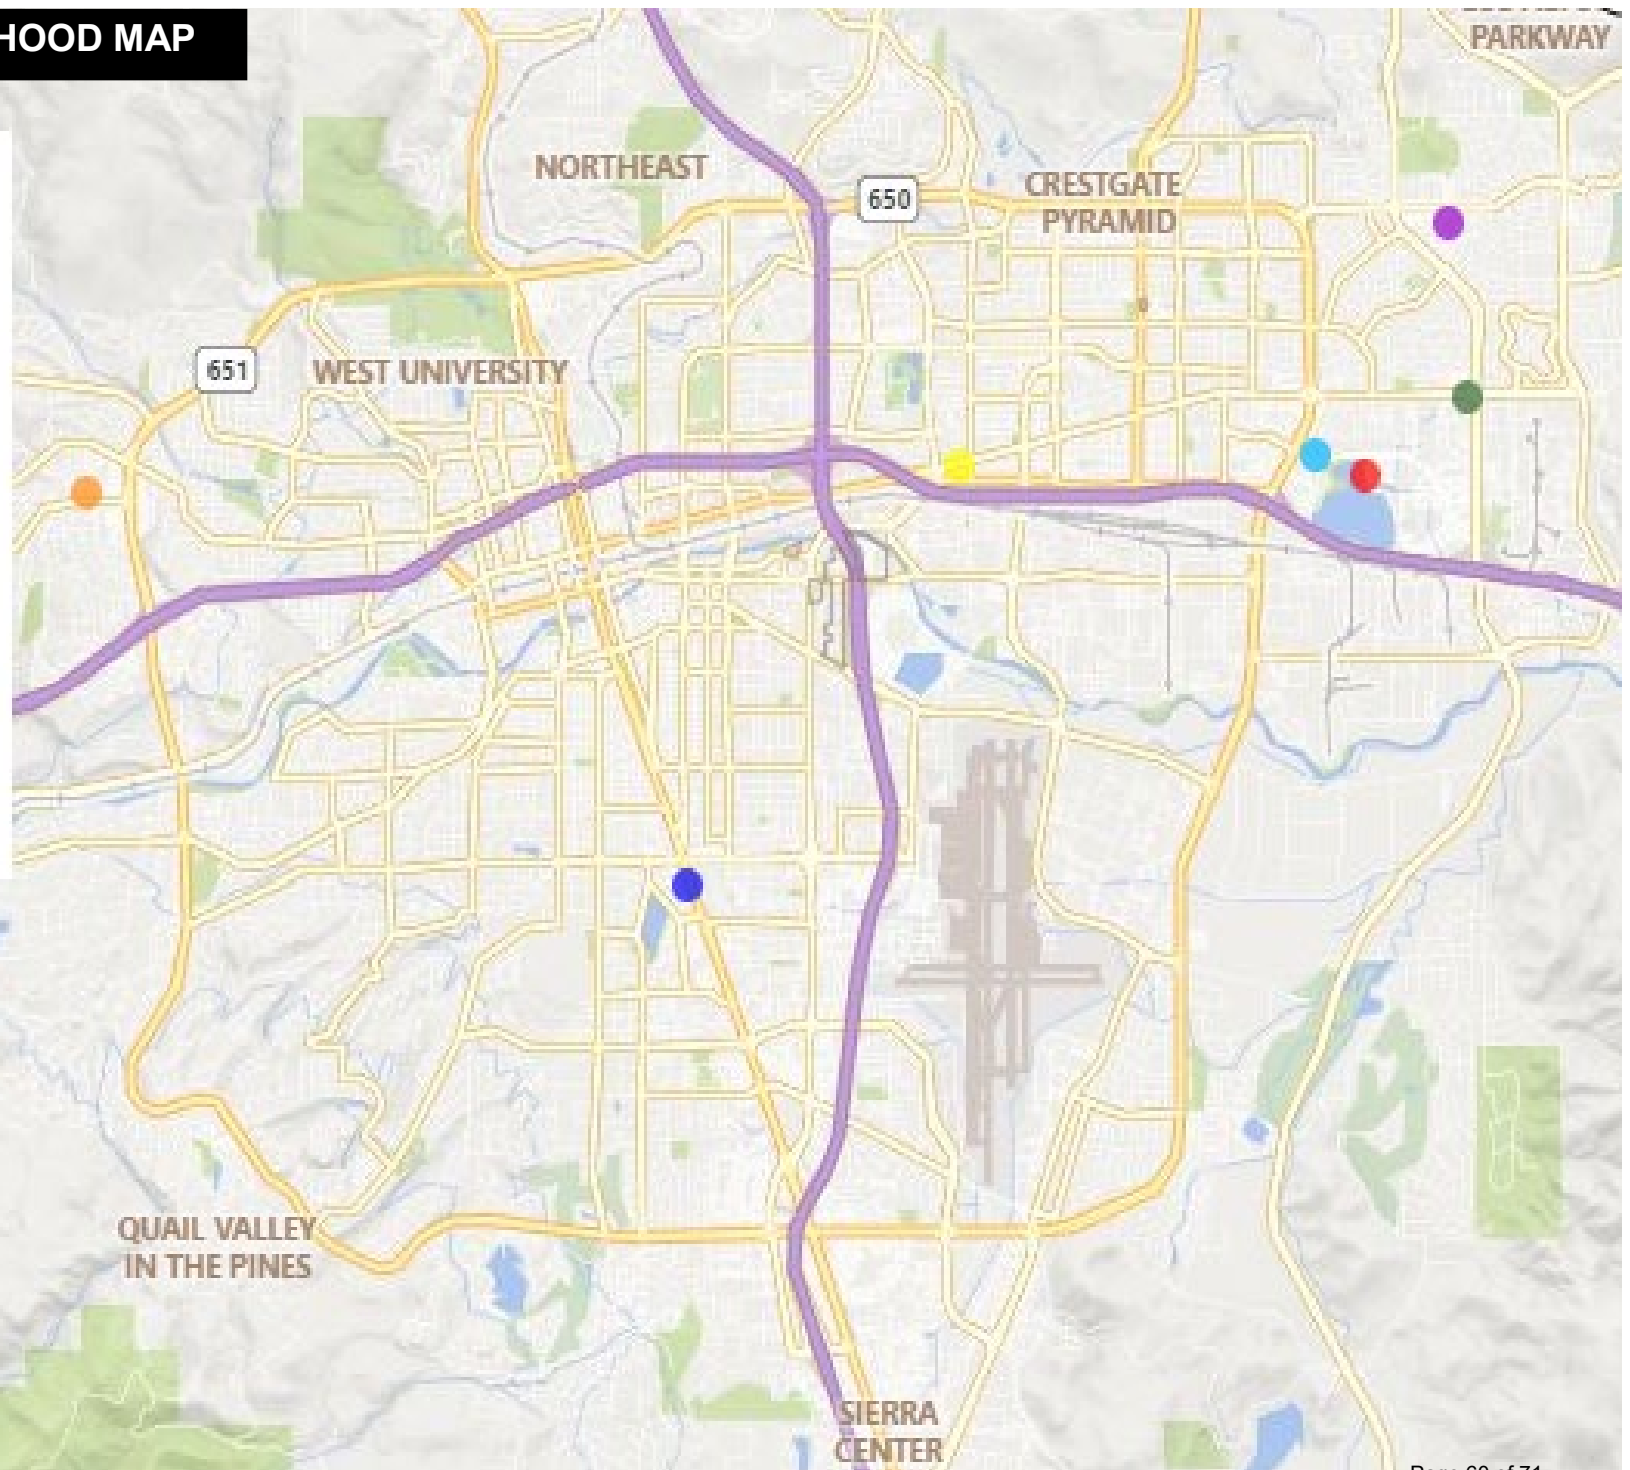 HOOD MAP
PARKWAY
NORTHEAST
650
CRESTGATE
PYRAMID
651
WEST UNIVERSITY
QUAIL VALLEY
IN THE PINES
SIERRA
CENTER